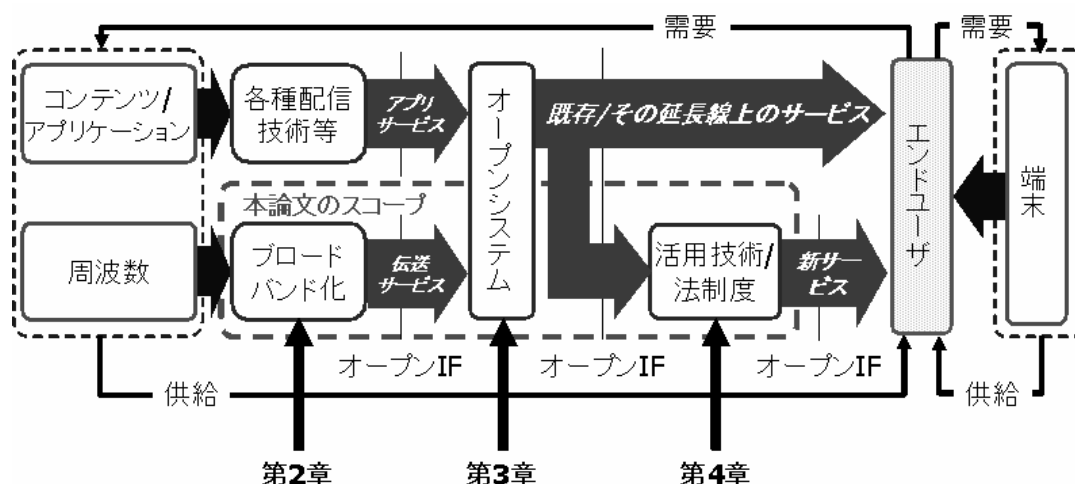 需要
需要
コンテンツ/
アプリケーション
各種配信
技術等
アプリ
サービス
オープンシステム
既存/その延長線上のサービス
エンドユーザ
端末
本論文のスコープ
周波数
ブロード
バンド化
伝送
サービス
活用技術/
法制度
新サー
ビス
オープンIF
オープンIF
オープンIF
供給
供給
第2章
第3章
第4章